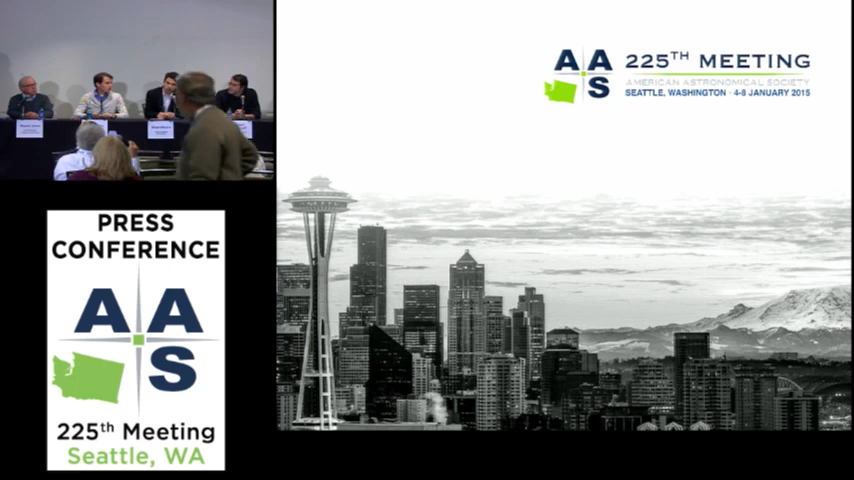 AAS
225TH MEETING
AMERICAN ASTRONOMICAL SOCIETY
SEATTLE, WASHINGTON · 4-8 JANUARY 2015
PRESS
CONFERENCE
AAS
225th Meeting
Seattle, WA